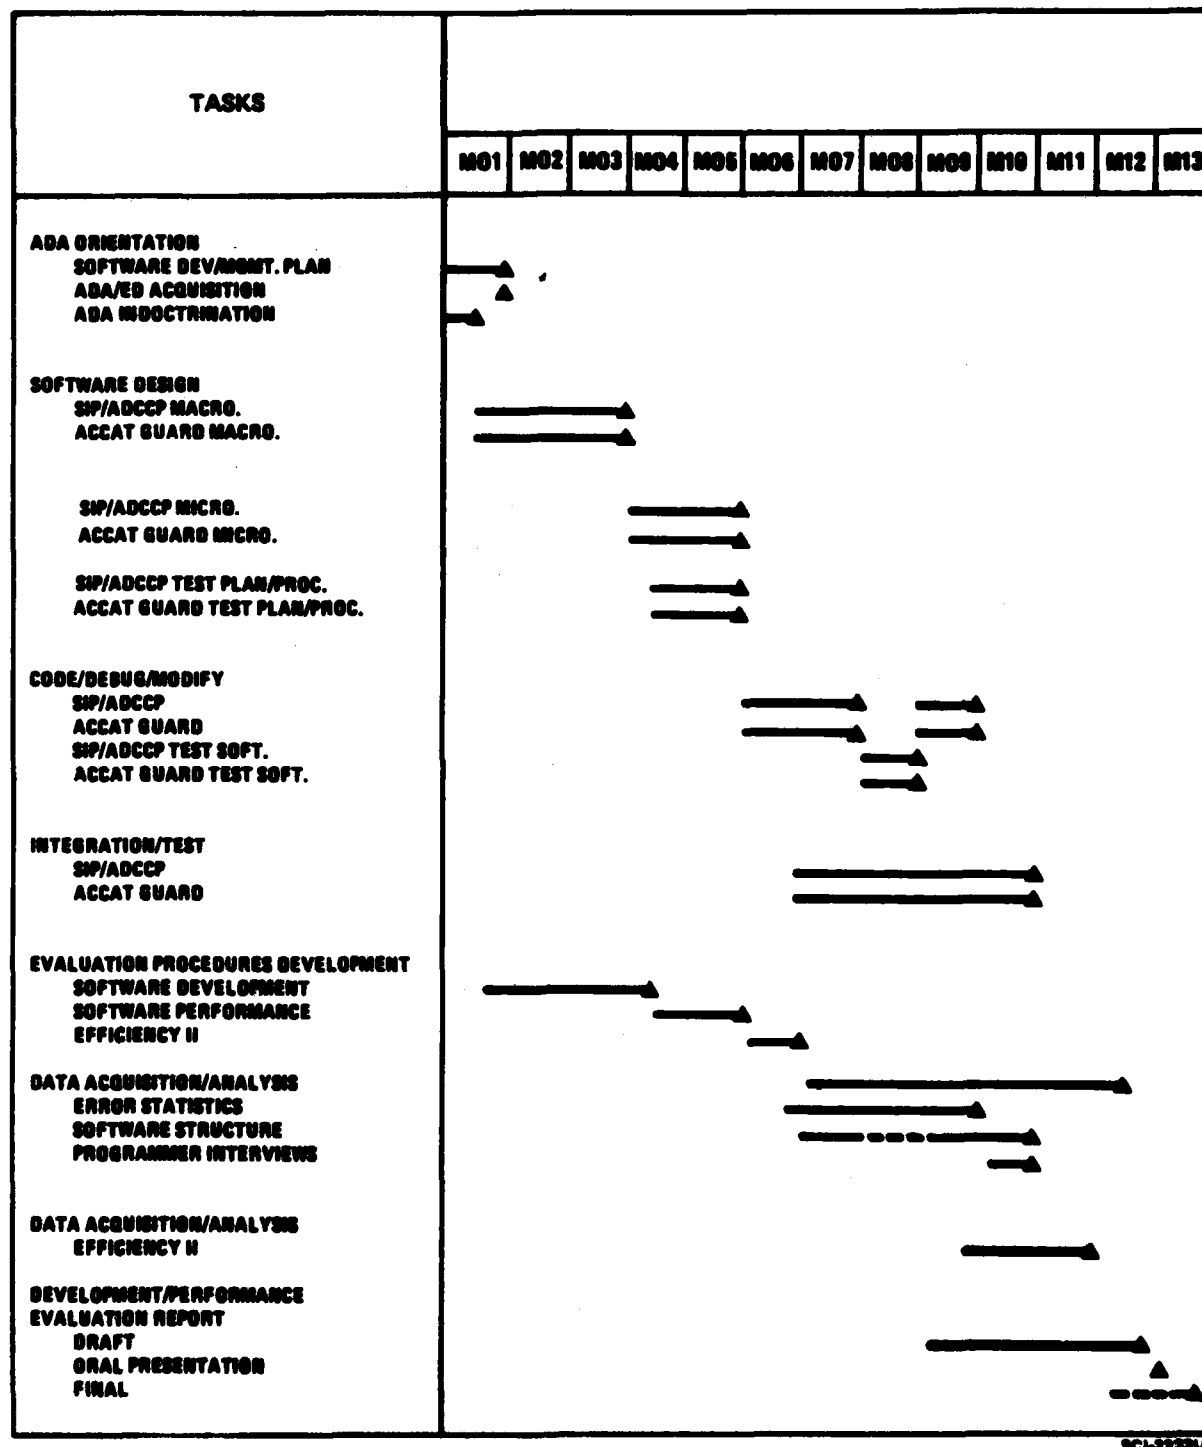 TASKS
M01 M02 M03 M04 M05 M06 M07 M08 M09 M10 M11 M12 M13
ADA ORIENTATION
SOFTWARE DEV/MGMT. PLAN
ADA/ED ACQUISITION
ADA INDOCTRINATION
SOFTWARE DESIGN
SIP/ADCCP MACRO.
ACCAT GUARD MACRO.
SIP/ADCCP MICRO.
ACCAT GUARD MICRO.
SIP/ADCCP TEST PLAN/PROC.
ACCAT GUARD TEST PLAN/PROC.
CODE/DEBUG/MODIFY
SIP/ADCCP
ACCAT GUARD
SIP/ADCCP TEST SOFT.
ACCAT GUARD TEST SOFT.
INTEGRATION/TEST
SIP/ADCCP
ACCAT GUARD
EVALUATION PROCEDURES DEVELOPMENT
SOFTWARE DEVELOPMENT
SOFTWARE PERFORMANCE
EFFICIENCY II
DATA ACQUISITION/ANALYSIS
ERROR STATISTICS
SOFTWARE STRUCTURE
PROGRAMMER INTERVIEWS
DATA ACQUISITION/ANALYSIS
EFFICIENCY II
DEVELOPMENT/PERFORMANCE
EVALUATION REPORT
DRAFT
ORAL PRESENTATION
FINAL